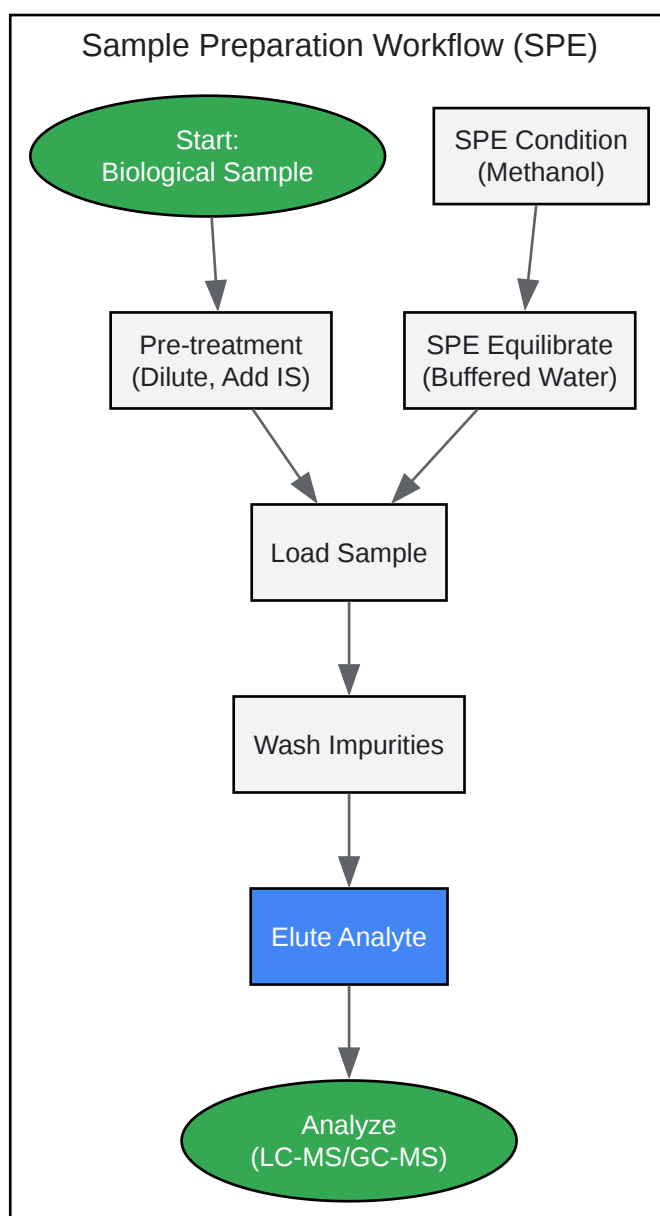 Sample Preparation Workflow (SPE)
Start:
Biological Sample
SPE Condition
(Methanol)
Pre-treatment
(Dilute, Add IS)
SPE Equilibrate
(Buffered Water)
Load Sample
Wash Impurities
Elute Analyte
Analyze
(LC-MS/GC-MS)